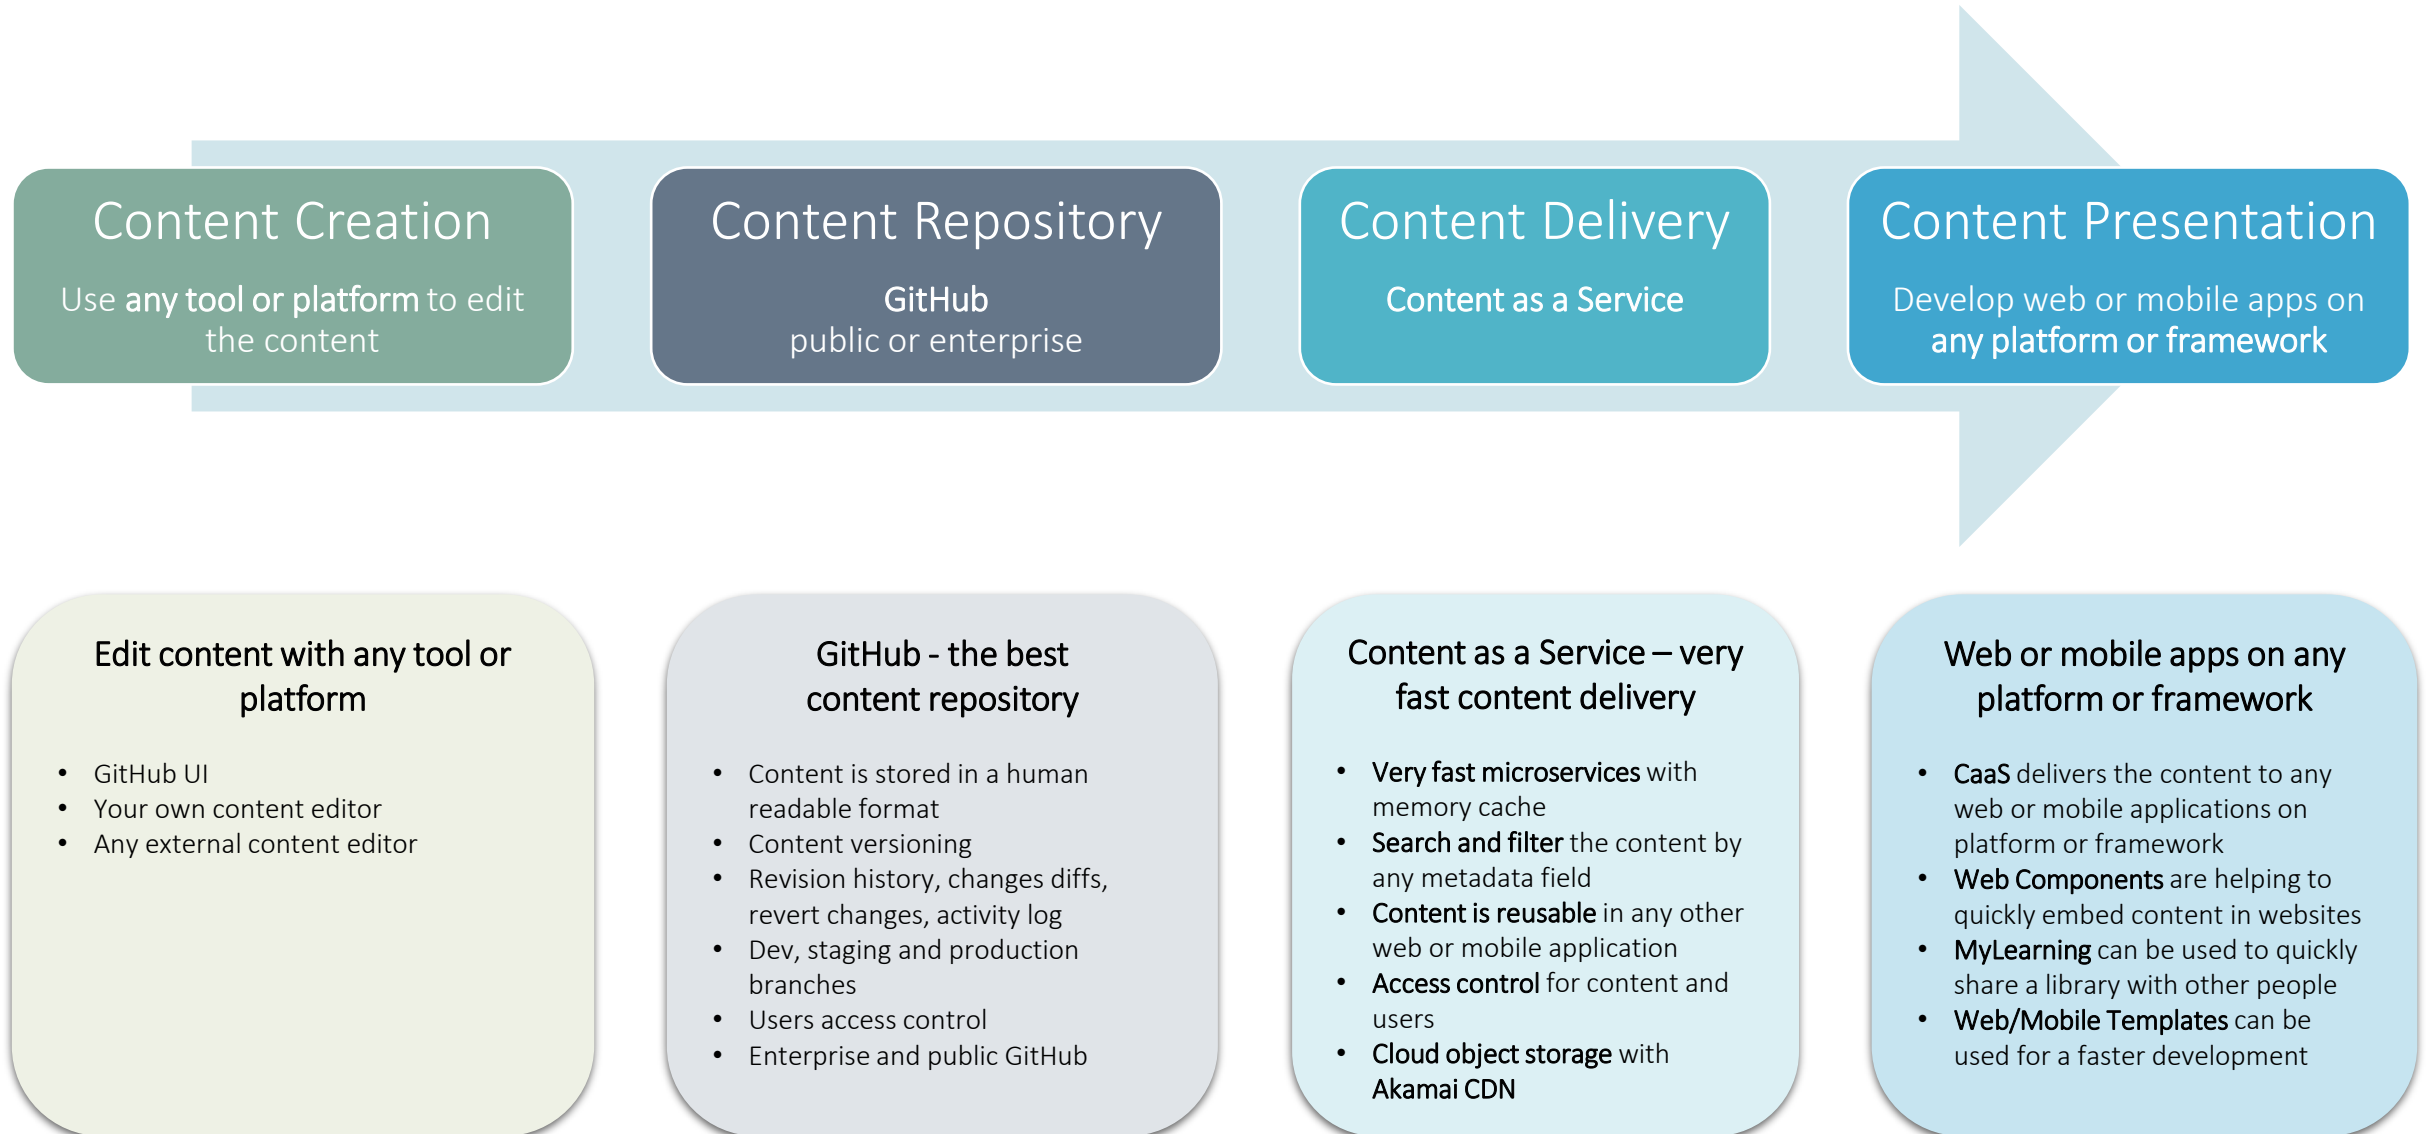 Content Creation
Use any tool or platform to edit
the content
Content Repository
GitHub
public or enterprise
Content Delivery
Content as a Service
Content Presentation
Develop web or mobile apps on
any platform or framework
Edit content with any tool or
platform
• GitHub UI
• Your own content editor
• Any external content editor
GitHub - the best
content repository
• Content is stored in a human
readable format
• Content versioning
• Revision history, changes diffs,
revert changes, activity log
• Dev, staging and production
branches
• Users access control
• Enterprise and public GitHub
Content as a Service – very
fast content delivery
• Very fast microservices with
memory cache
• Search and filter the content by
any metadata field
• Content is reusable in any other
web or mobile application
• Access control for content and
users
• Cloud object storage with
Akamai CDN
Web or mobile apps on any
platform or framework
• CaaS delivers the content to any
web or mobile applications on
platform or framework
• Web Components are helping to
quickly embed content in websites
• MyLearning can be used to quickly
share a library with other people
• Web/Mobile Templates can be
used for a faster development